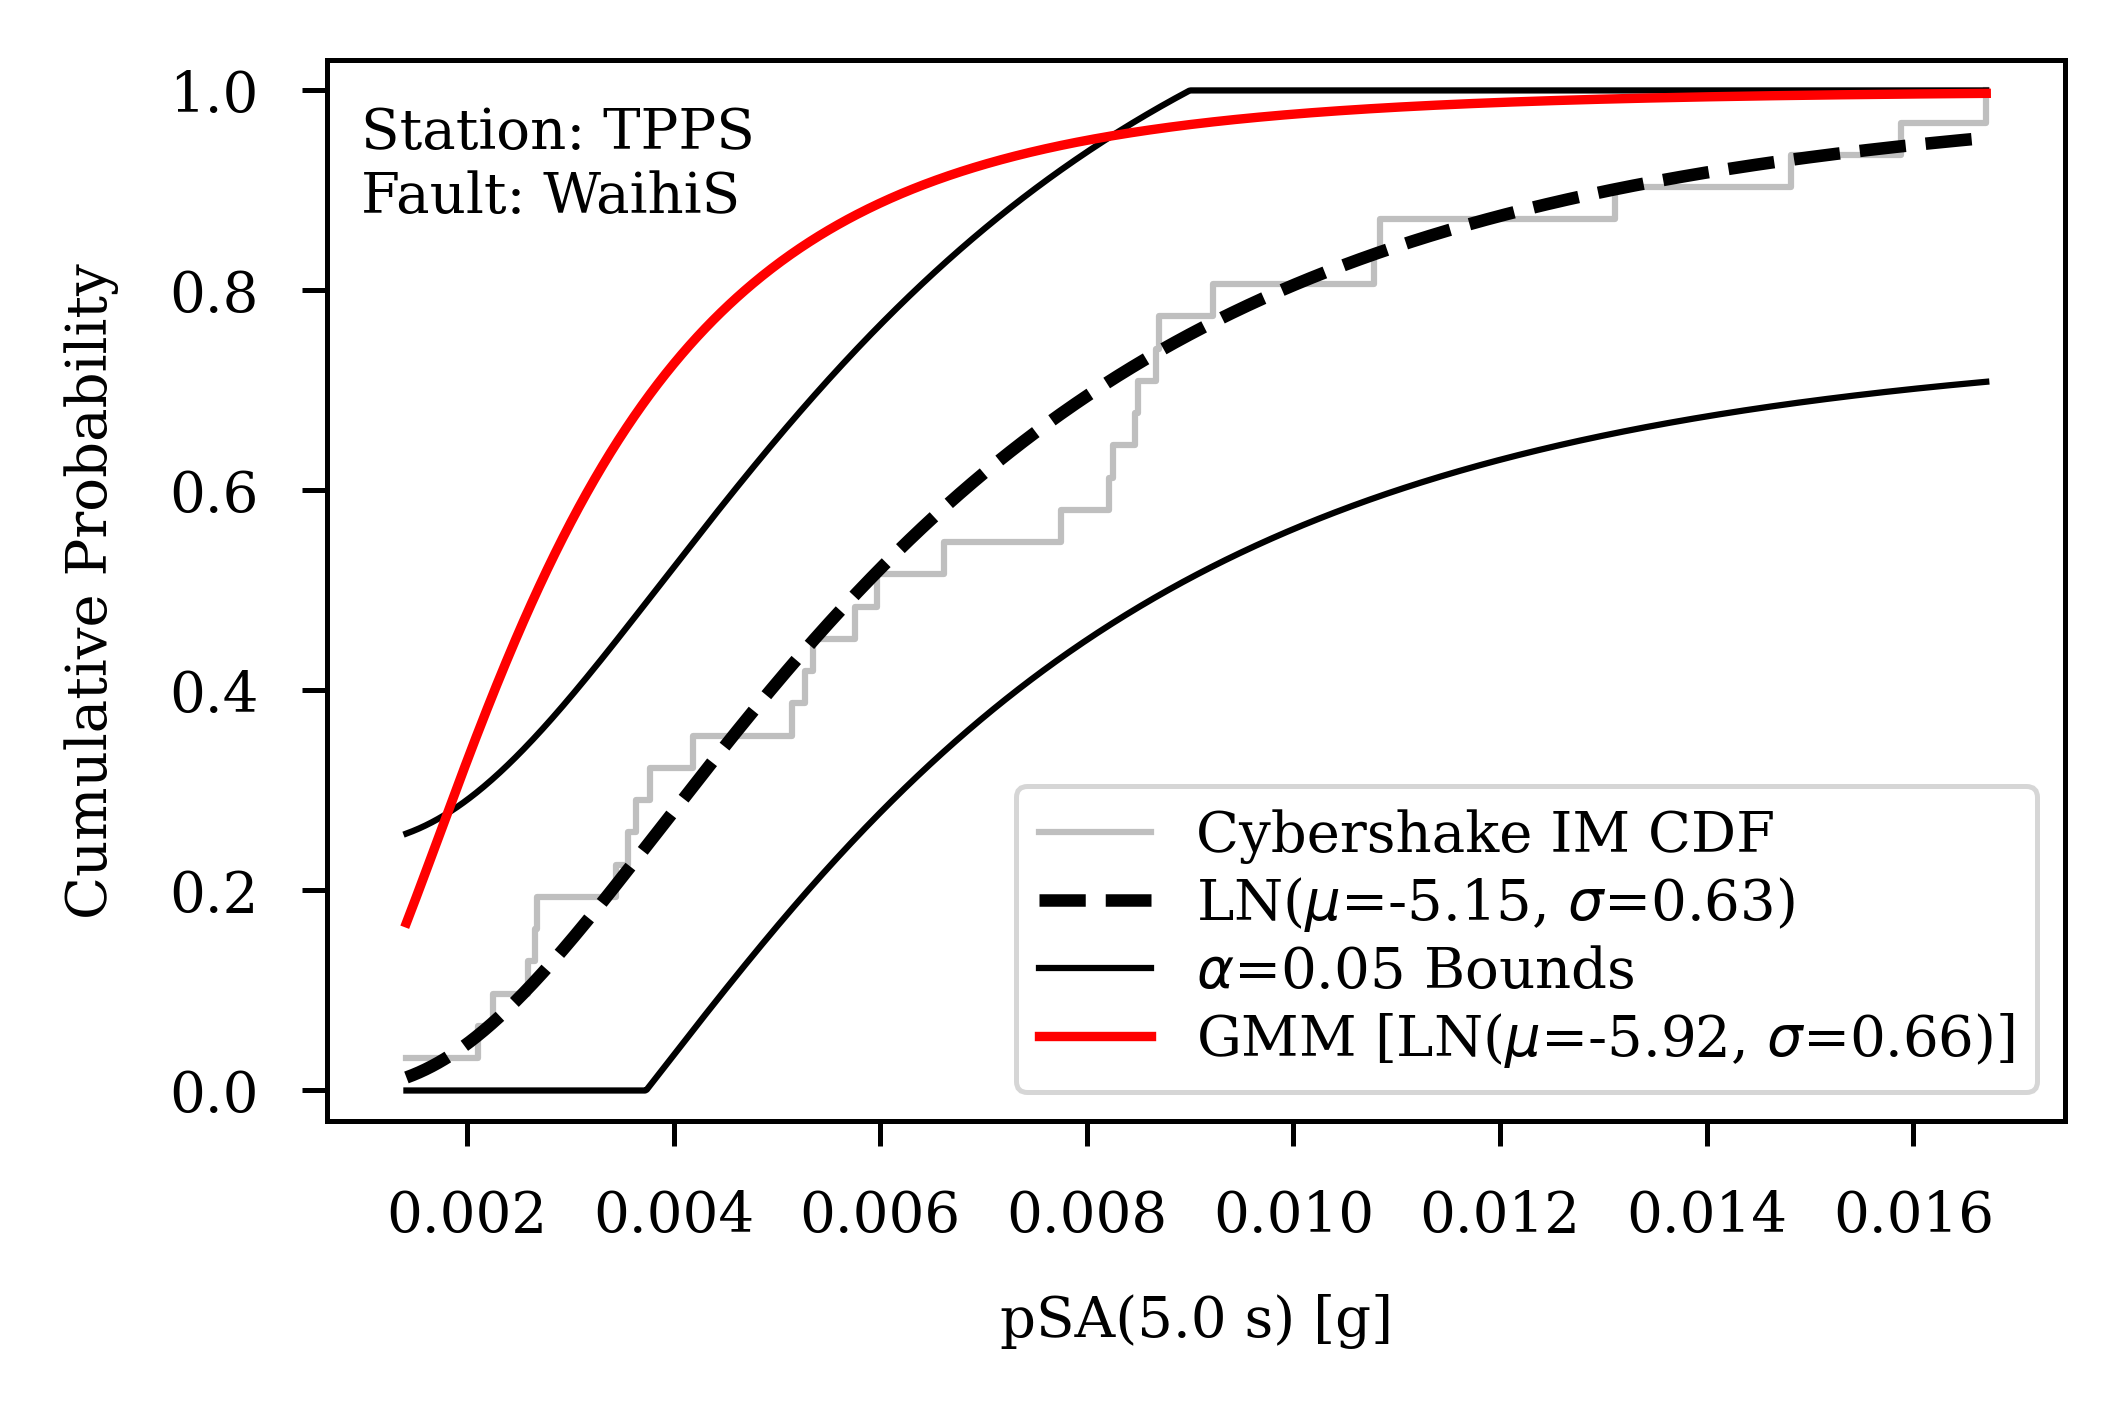 Station: TPPS
Fault: WaihiS
1.0
0.8
0.6
0.4
0.2
0.0
Cumulative Probability
Cybershake IM CDF
LN(μ=-5.15, σ=0.63)
α=0.05 Bounds
GMM [LN(μ=-5.92, σ=0.66)]
0.002 0.004 0.006 0.008 0.010 0.012 0.014 0.016
pSA(5.0 s) [g]